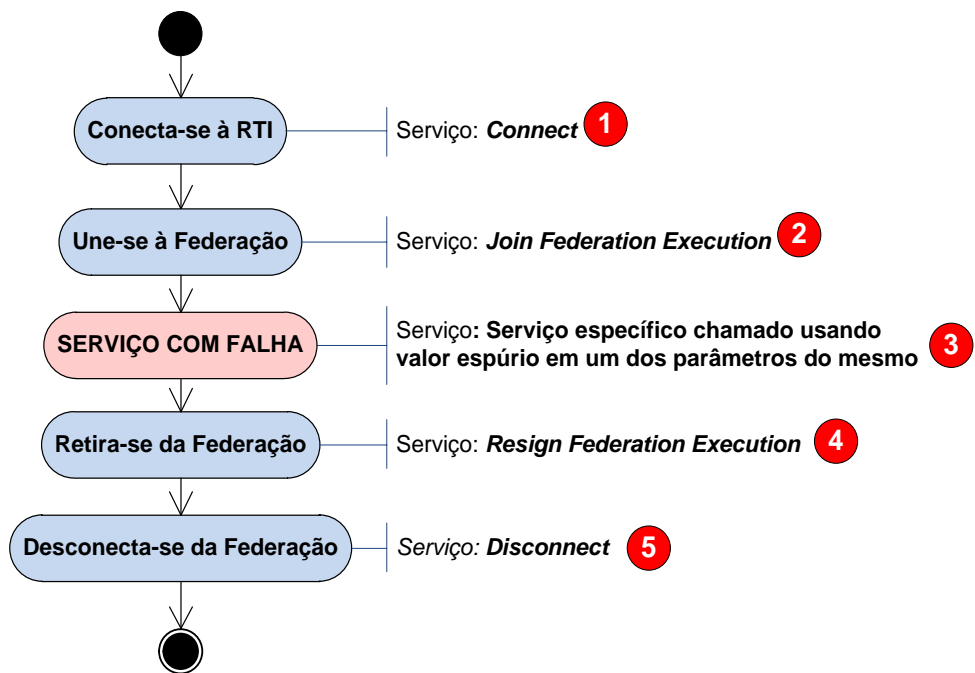 Conecta-se à RTI
Serviço: Connect
1
Une-se à Federação
Serviço: Join Federation Execution
2
SERVIÇO COM FALHA
Serviço: Serviço específico chamado usando
valor espúrio em um dos parâmetros do mesmo
3
Retira-se da Federação
Serviço: Resign Federation Execution
4
Desconecta-se da Federação
Serviço: Disconnect
5